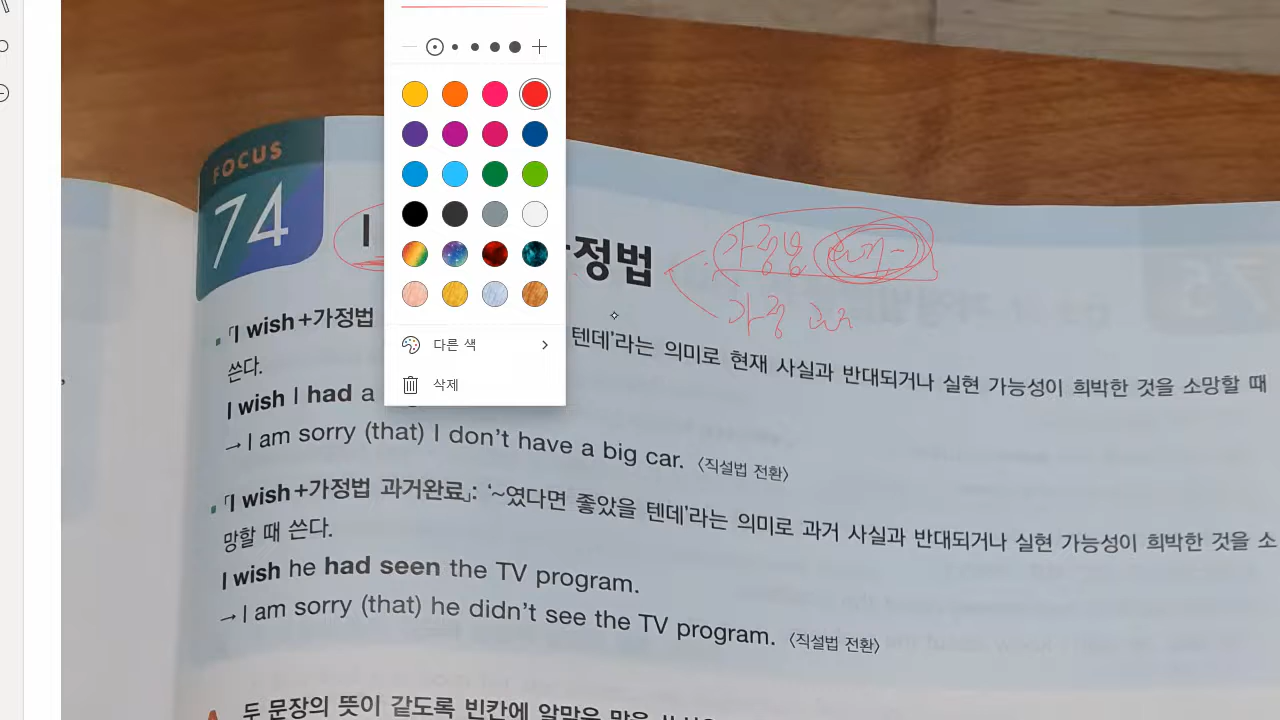 FOCUS
74
I 정법
가정법 과거
가정
「I wish+가정법 텐데'라는 의미로 현재 사실과 반대되거나 실현 가능성이 희박한 것을 소망할 때
쓴다.
I wish I had a
→ I am sorry (that) I don't have a big car. 〈직설법 전환〉
「I wish+가정법 과거완료」: '~였다면 좋았을 텐데'라는 의미로 과거 사실과 반대되거나 실현 가능성이 희박한 것을 소
망할 때 쓴다.
I wish he had seen the TV program.
→ I am sorry (that) he didn't see the TV program. 〈직설법 전환〉
A 두 문장의 뜻이 같도록 빈칸에 알맞은 말을
다른 색
삭제